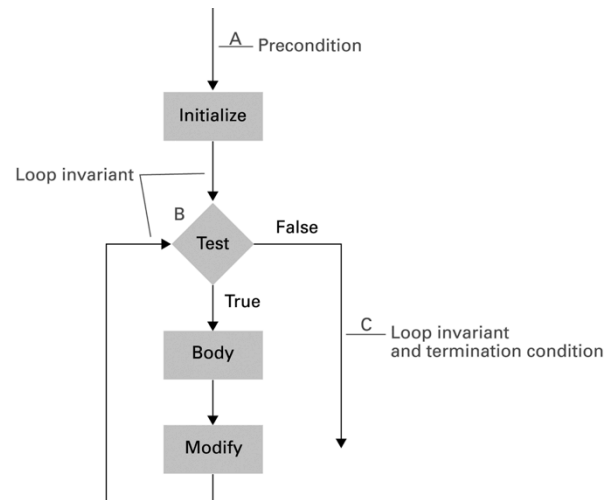 A
Precondition
Initialize
Loop invariant
B
Test
False
True
C
Loop invariant
and termination condition
Body
Modify